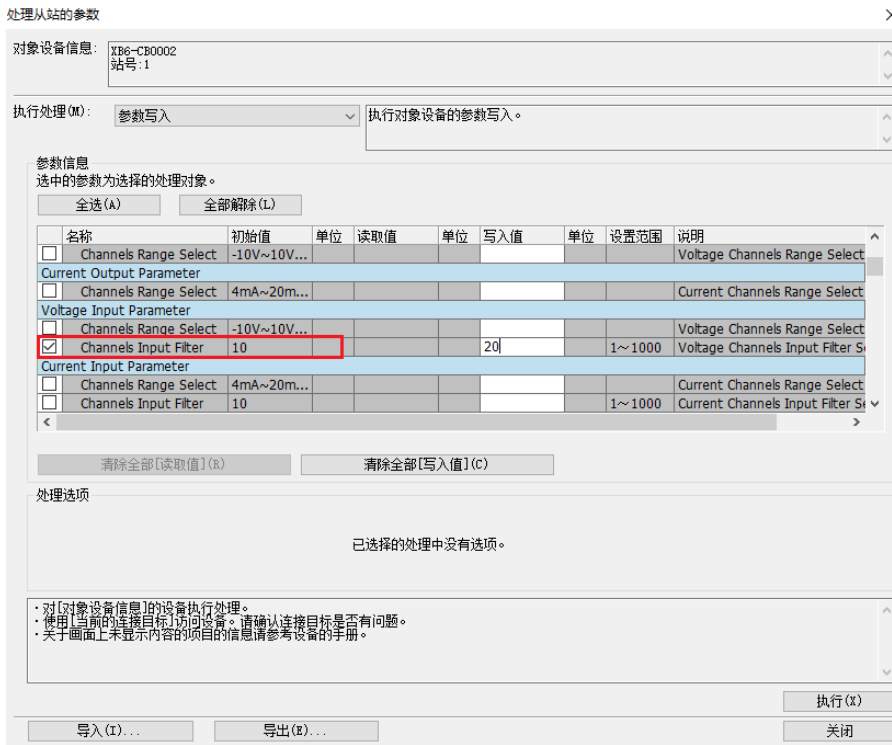 处理从站的参数
对象设备信息: XB6-CB0002
站号:1
执行处理(M): 参数写入 执行对象设备的参数写入。
参数信息
选中的参数为选择的处理对象。
全选(A) 全部解除(L)
名称 初始值 单位 读取值 单位 写入值 单位 设置范围 说明
Channels Range Select -10V~10V... Voltage Channels Range Select
Current Output Parameter
Channels Range Select 4mA~20m... Current Channels Range Select
Voltage Input Parameter
Channels Range Select -10V~10V... Voltage Channels Range Select
Channels Input Filter 10 20 1~1000 Voltage Channels Input Filter Se
Current Input Parameter
Channels Range Select 4mA~20m... Current Channels Range Select
Channels Input Filter 10 1~1000 Current Channels Input Filter Se
清除全部[读取值](R) 清除全部[写入值](C)
处理选项
已选择的处理中没有选项。
·对[对象设备信息]的设备执行处理。
·使用[当前的连接目标]访问设备。请确认连接目标是否有问题。
·关于画面上未显示内容的项目的信息请参考设备的手册。
执行(X)
导入(I)... 导出(E)... 关闭